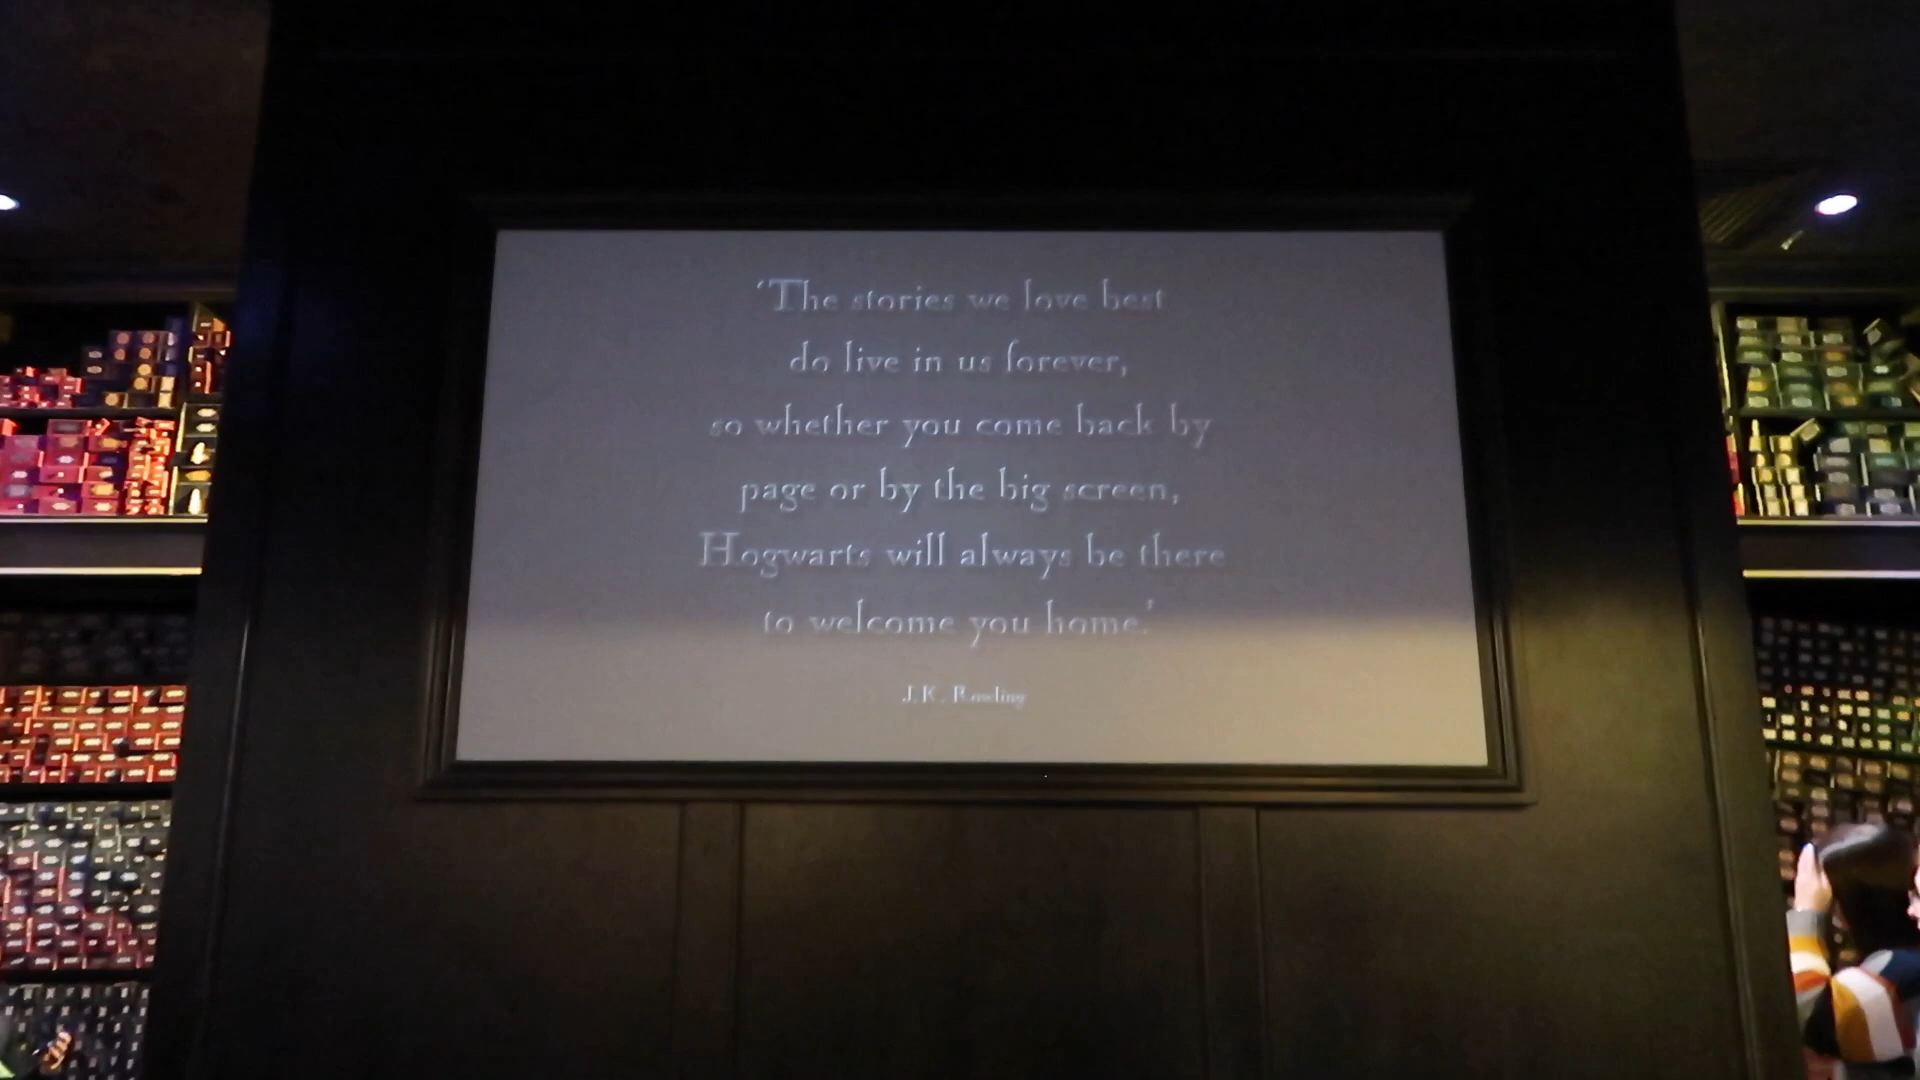 'The stories we love best
do live in us forever,
so whether you come back by
page or by the big screen,
Hogwarts will always be there
to welcome you home.'
J.K. Rowling